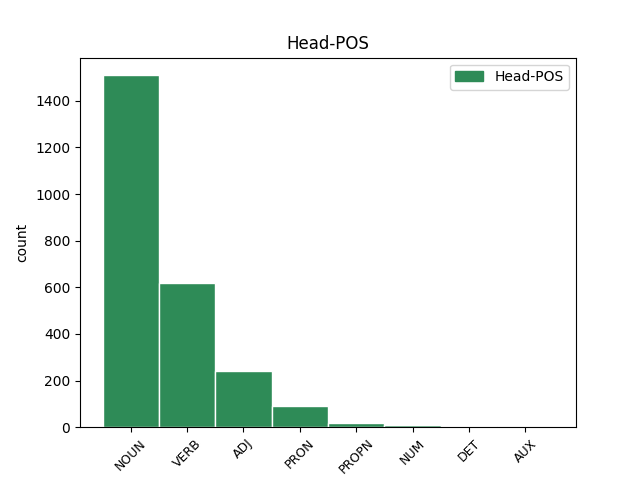 Head-POS
Head-POS
1400
1200
1000
800
600
400
200
0
count
NOUN
VERB
ADJ
PRON
PROPN
NUM
DET
AUX